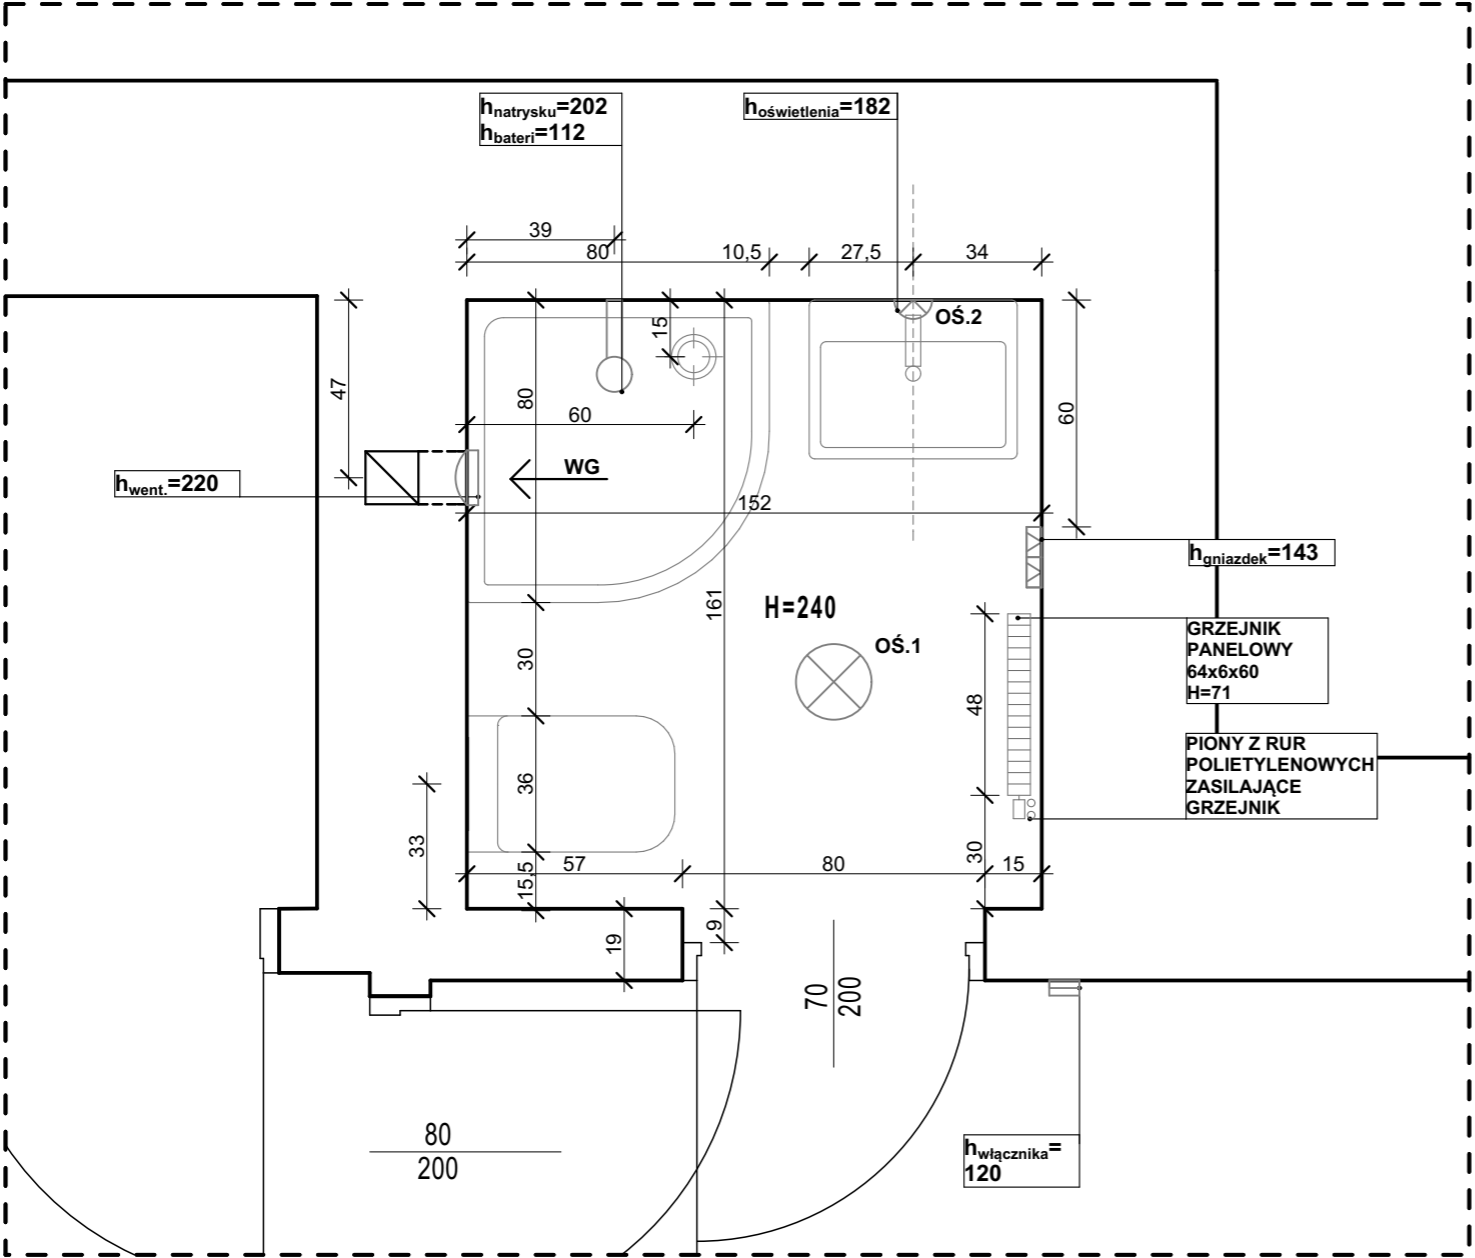 hnatrysku=202
hbateri=112
hoświetlenia=182
39
80
10,5
27,5
34
OŚ.2
15
47
80
60
60
WG
hwent.=220
152
hgniazdek=143
161
H=240
OŚ.1
30
48
GRZEJNIK
PANELOWY
64x6x60
H=71
PIONY Z RUR
POLIETYLENOWYCH
ZASILAJĄCE
GRZEJNIK
36
33
15,5
57
80
30
15
19
9
70
200
80
200
hwłącznika=
120